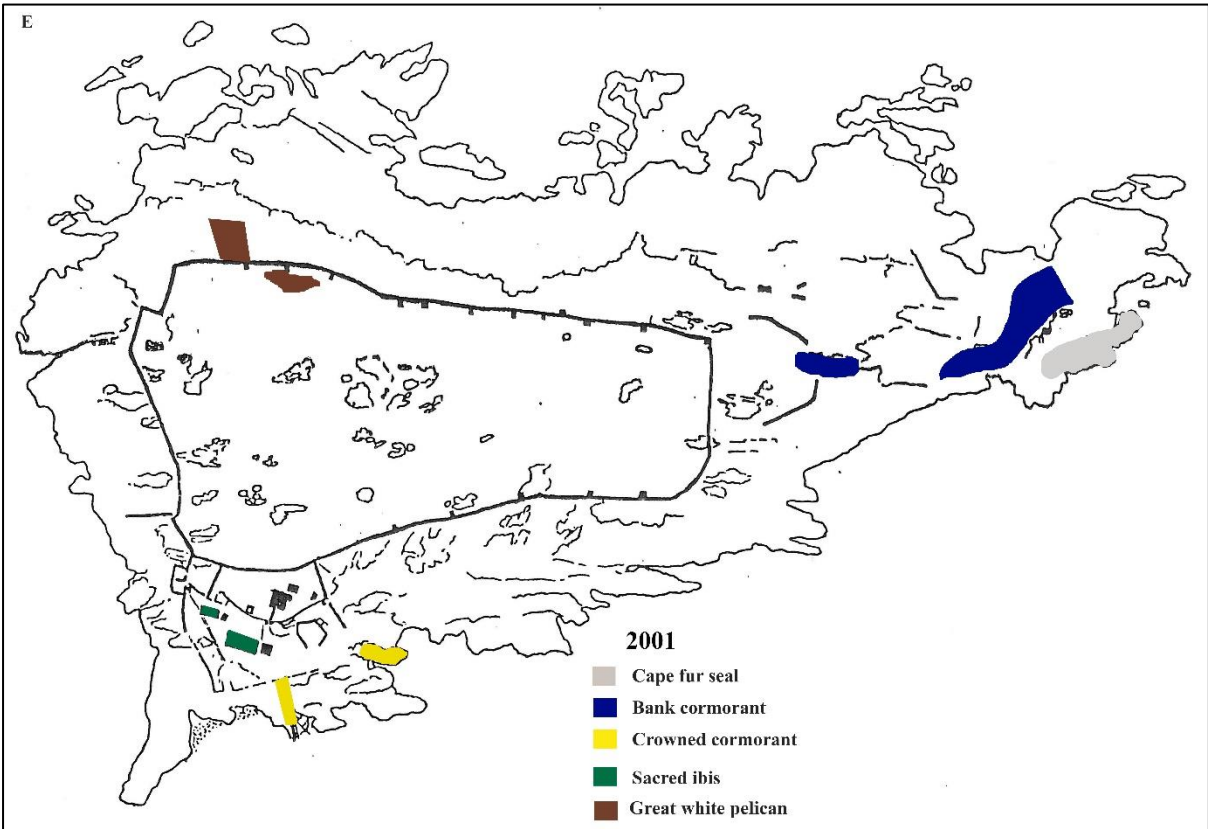 E
2001
Cape fur seal
Bank cormorant
Crowned cormorant
Sacred ibis
Great white pelican